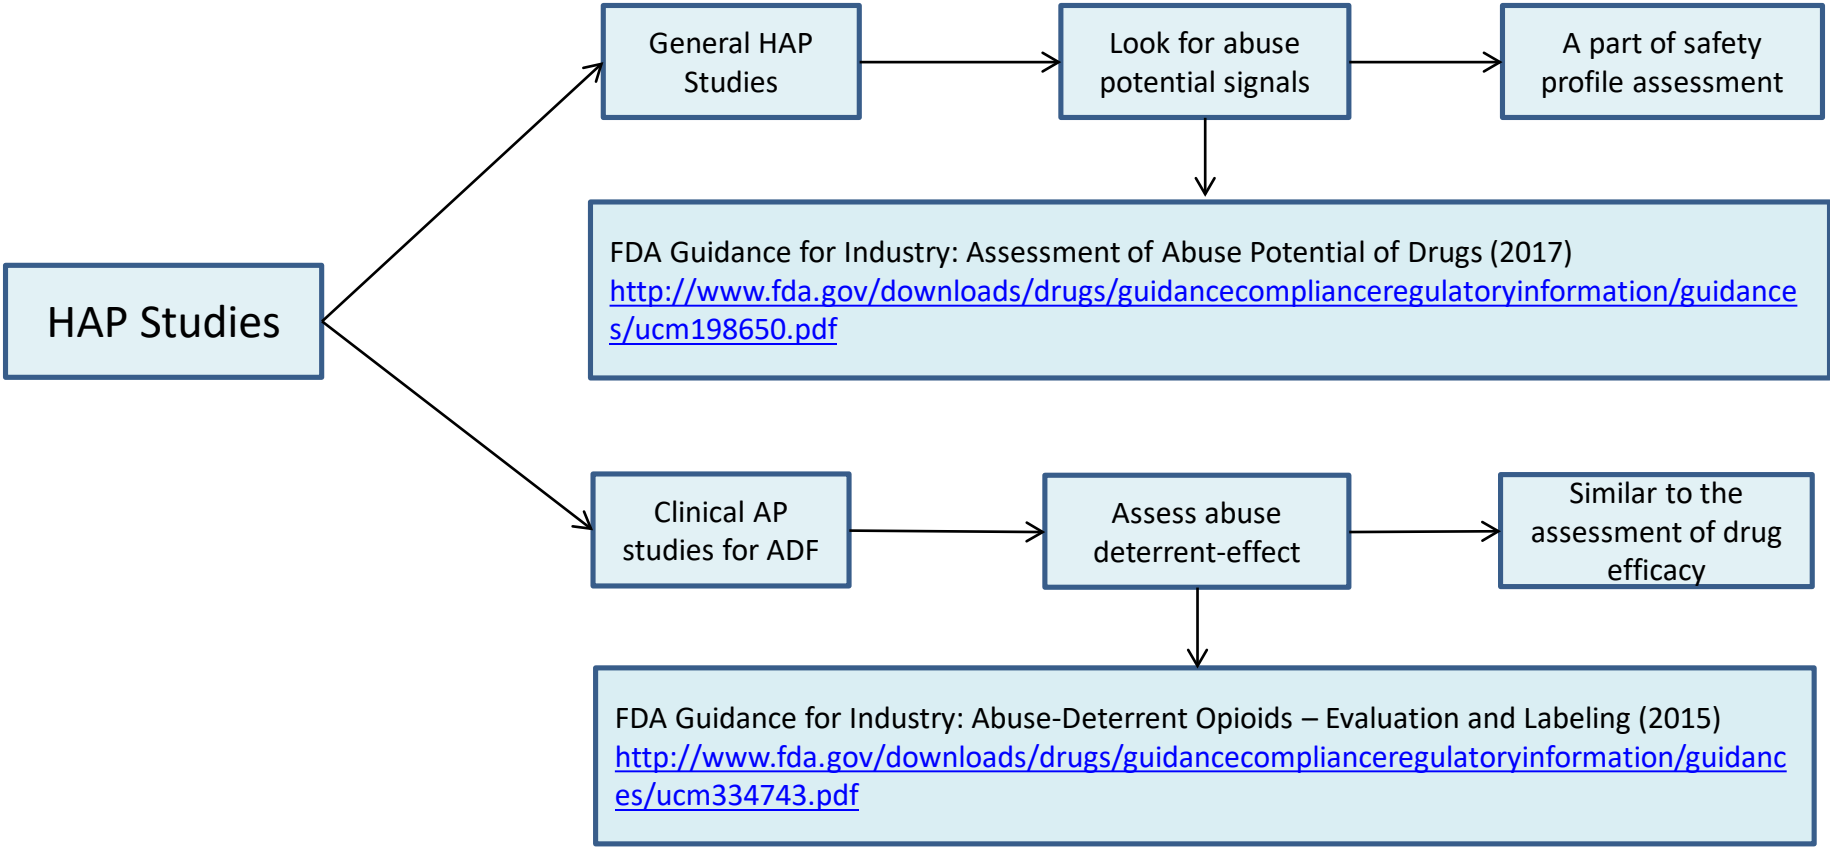 HAP Studies
General HAP
Studies
Look for abuse
potential signals
A part of safety
profile assessment
FDA Guidance for Industry: Assessment of Abuse Potential of Drugs (2017)
http://www.fda.gov/downloads/drugs/guidancecomplianceregulatoryinformation/guidance
s/ucm198650.pdf
Clinical AP
studies for ADF
Assess abuse
deterrent-effect
Similar to the
assessment of drug
efficacy
FDA Guidance for Industry: Abuse-Deterrent Opioids – Evaluation and Labeling (2015)
http://www.fda.gov/downloads/drugs/guidancecomplianceregulatoryinformation/guidanc
es/ucm334743.pdf